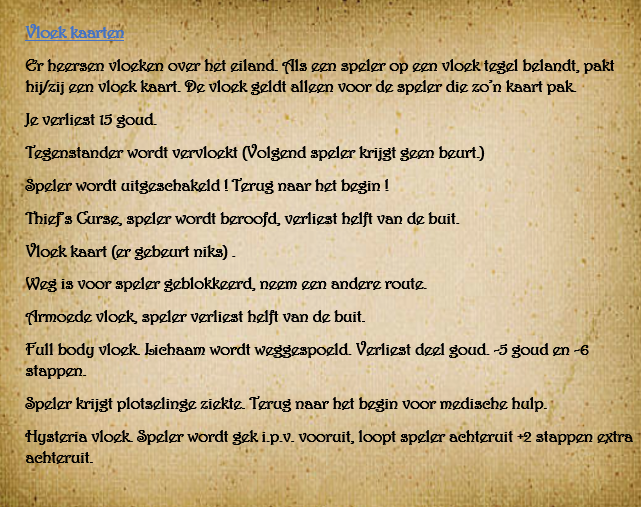 Vloek kaarten
Er heersen vloeken over het eiland. Als een speler op een vloek tegel belandt, pakt
hij/zij een vloek kaart. De vloek geldt alleen voor de speler die zo'n kaart pak.
Je verliest 15 goud.
Tegenstander wordt vervloekt (Volgend speler krijgt geen beurt.)
Speler wordt uitgeschakeld ! Terug naar het begin !
Thief's Curse, speler wordt beroofd, verliest helft van de buit.
Vloek kaart (er gebeurt niks) .
Weg is voor speler geblokkeerd, neem een andere route.
Armoede vloek, speler verliest helft van de buit.
Full body vloek. Lichaam wordt weggespoeld. Verliest deel goud. -5 goud en -6
stappen.
Speler krijgt plotselinge ziekte. Terug naar het begin voor medische hulp.
Hysteria vloek. Speler wordt gek i.p.v. vooruit, loopt speler achteruit +2 stappen extra
achteruit.